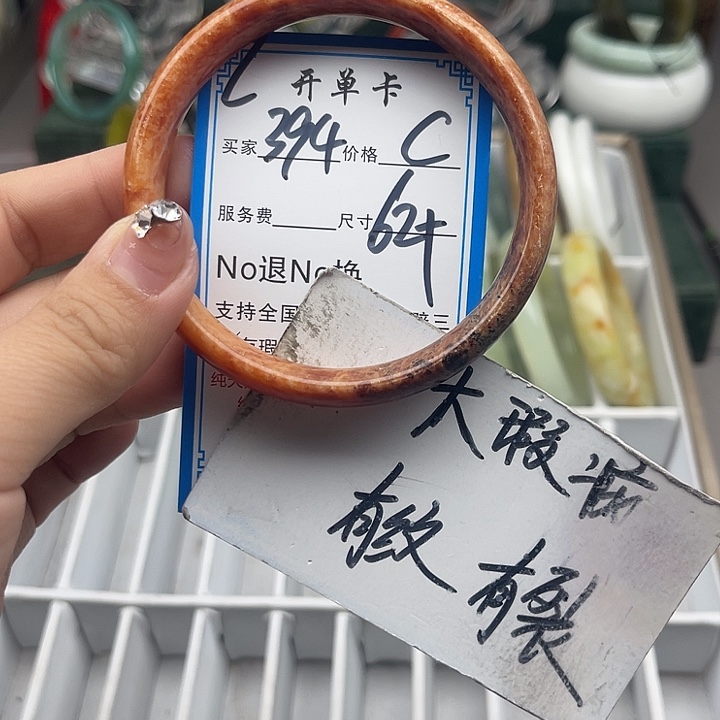 开单卡
买家 394 价格 C
服务费 尺寸 62+
No退No换
支持全国
大瑕疵
有纹
有裂